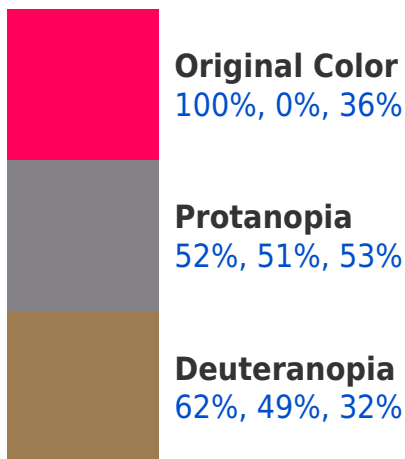 Original Color
100%, 0%, 36%
Protanopia
52%, 51%, 53%
Deuteranopia
62%, 49%, 32%